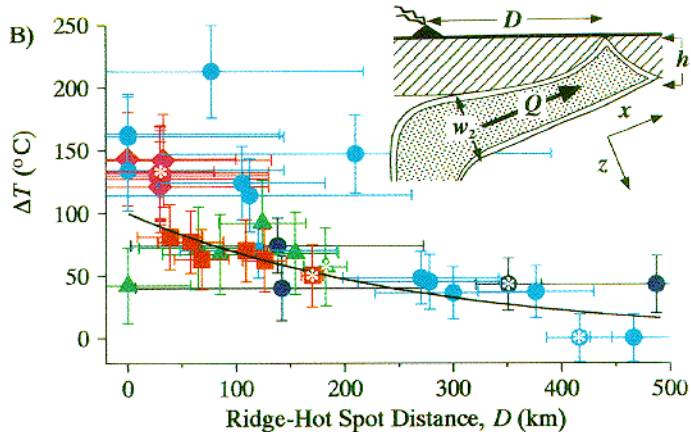 B)
D
h
Q
w2
x
z
250
200
150
100
50
0
ΔT (°C)
0 100 200 300 400 500
Ridge-Hot Spot Distance, D (km)